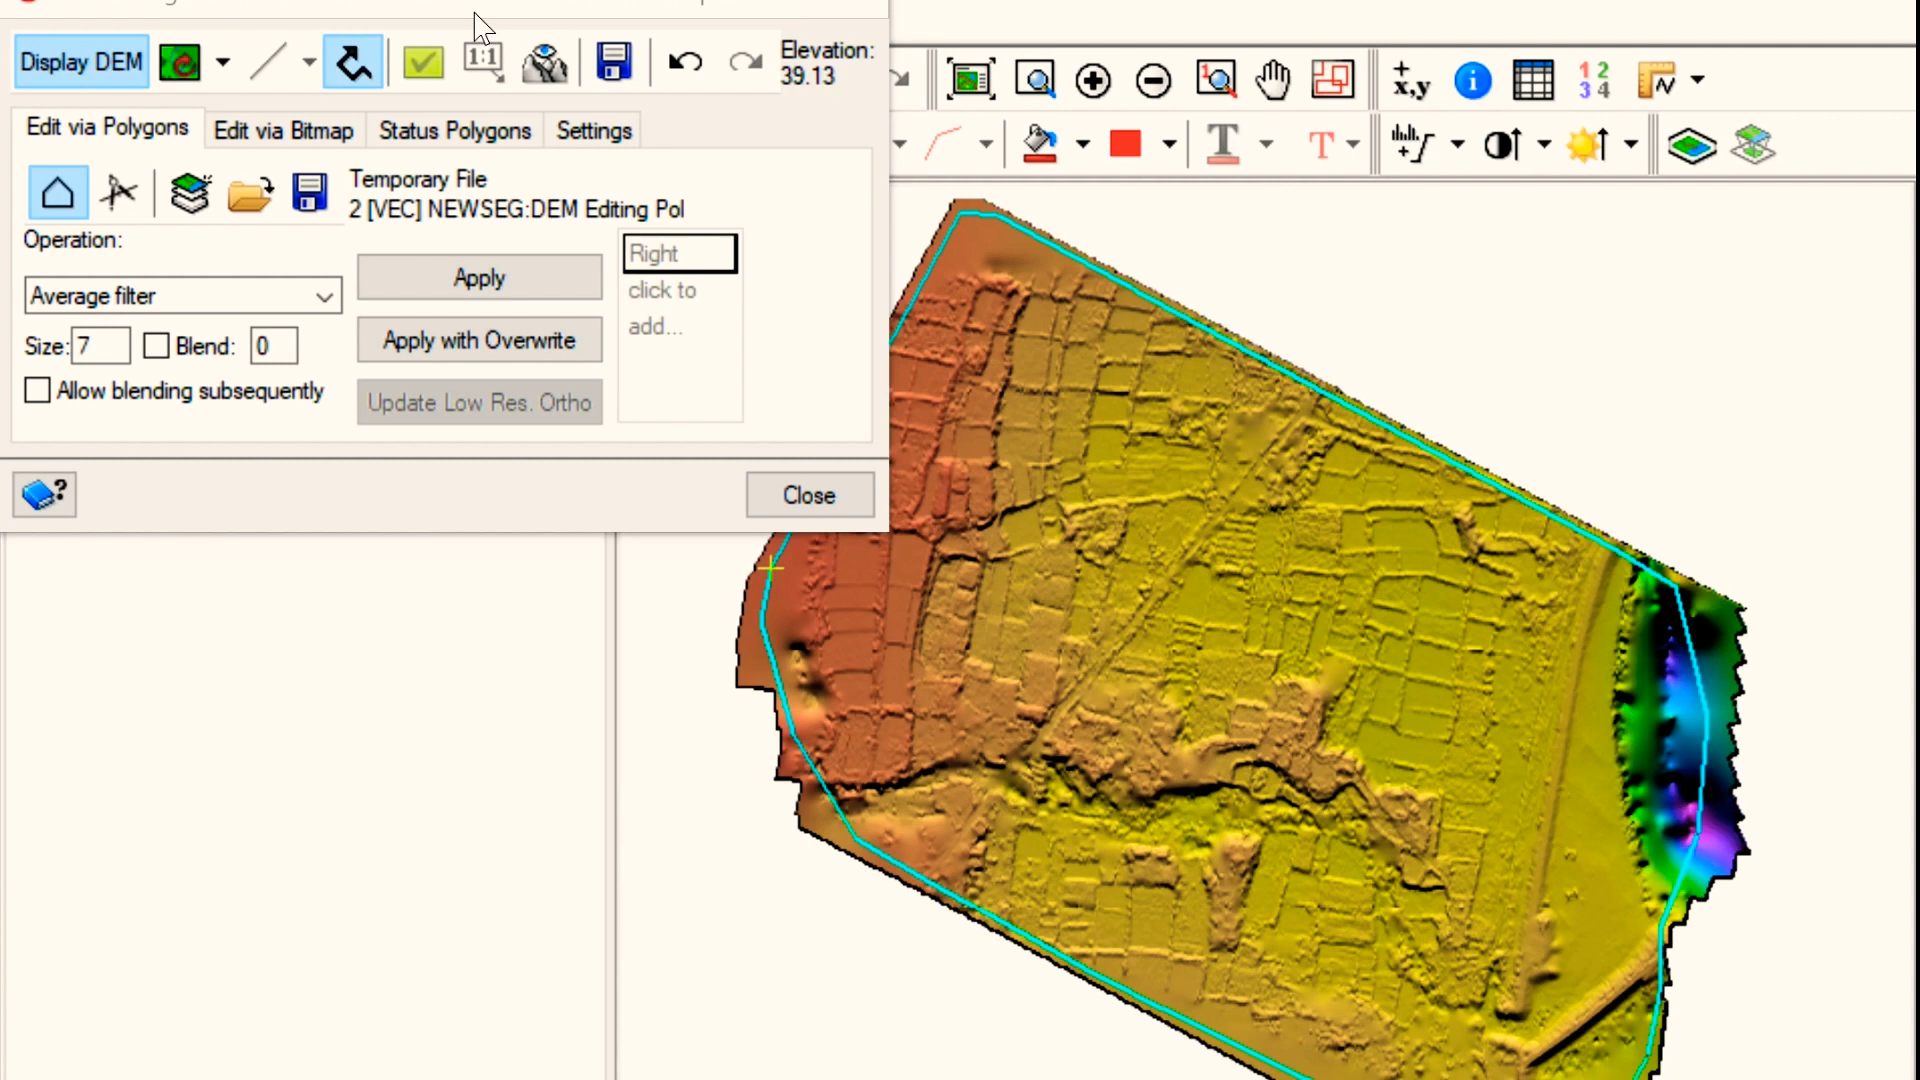 Display DEM
1:1
Elevation:
39.13
Edit via Polygons
Edit via Bitmap
Status Polygons
Settings
Temporary File
2 [VEC] NEWSEG:DEM Editing Pol
Operation:
Average filter
Size: 7
Blend: 0
Allow blending subsequently
Apply
Apply with Overwrite
Update Low Res. Ortho
Right
click to
add...
Close
+
x,y
1 2
3 4
T
T